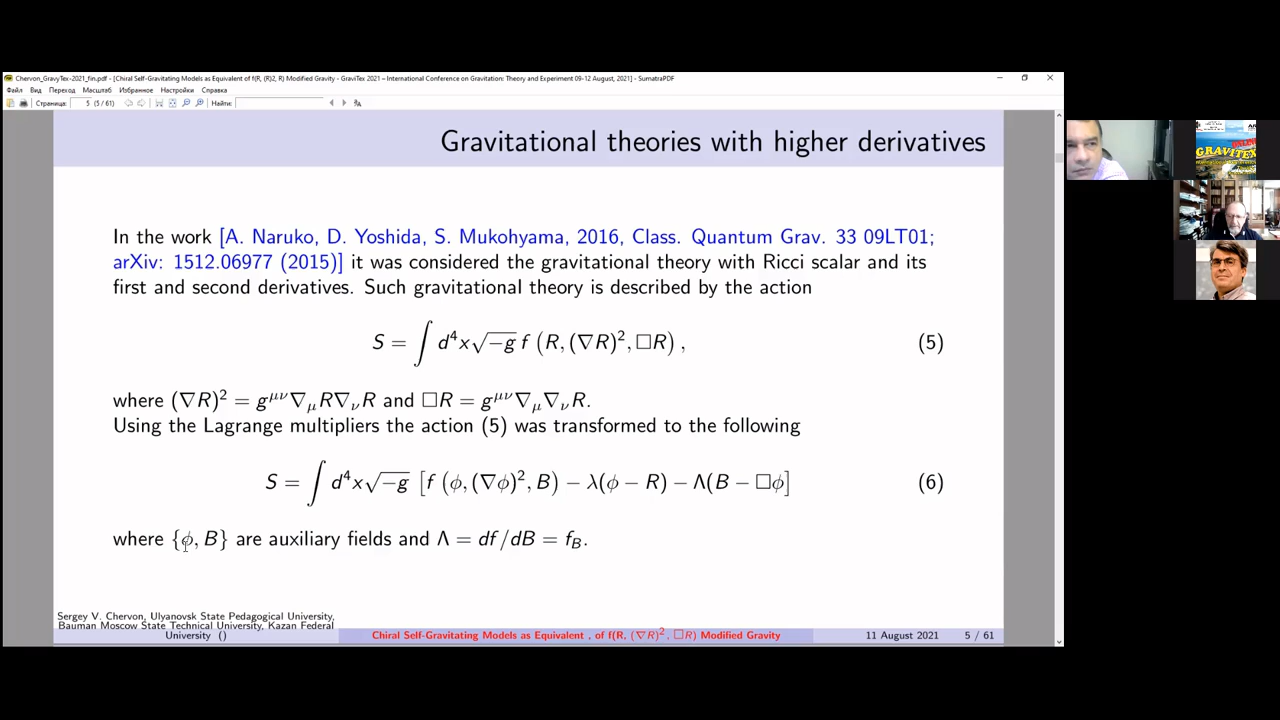 Chervon_GravyTex-2021_fin.pdf - [Chiral Self-Gravitating Models as Equivalent of f(R, (R)2, R) Modified Gravity - GraviTex 2021 – International Conference on Gravitation: Theory and Experiment 09-12 August, 2021] - SumatraPDF
Файл Вид Переход Масштаб Избранное Настройки Справка
Страница: 5 (5 / 61) Найти:
Gravitational theories with higher derivatives
In the work [A. Naruko, D. Yoshida, S. Mukohyama, 2016, Class. Quantum Grav. 33 09LT01;
arXiv: 1512.06977 (2015)] it was considered the gravitational theory with Ricci scalar and its
first and second derivatives. Such gravitational theory is described by the action
S = ∫ d⁴x√−g f (R, (∇R)², □R) , (5)
where (∇R)² = g^{μν}∇_μR∇_νR and □R = g^{μν}∇_μ∇_νR.
Using the Lagrange multipliers the action (5) was transformed to the following
S = ∫ d⁴x√−g [f (ϕ, (∇ϕ)², B) − λ(ϕ − R) − Λ(B − □ϕ] (6)
where {ϕ, B} are auxiliary fields and Λ = df/dB = f_B.
Sergey V. Chervon, Ulyanovsk State Pedagogical University,
Bauman Moscow State Technical University, Kazan Federal
University ()
Chiral Self-Gravitating Models as Equivalent , of f(R, (∇R)², □R) Modified Gravity
11 August 2021 5 / 61
GRAVITEX